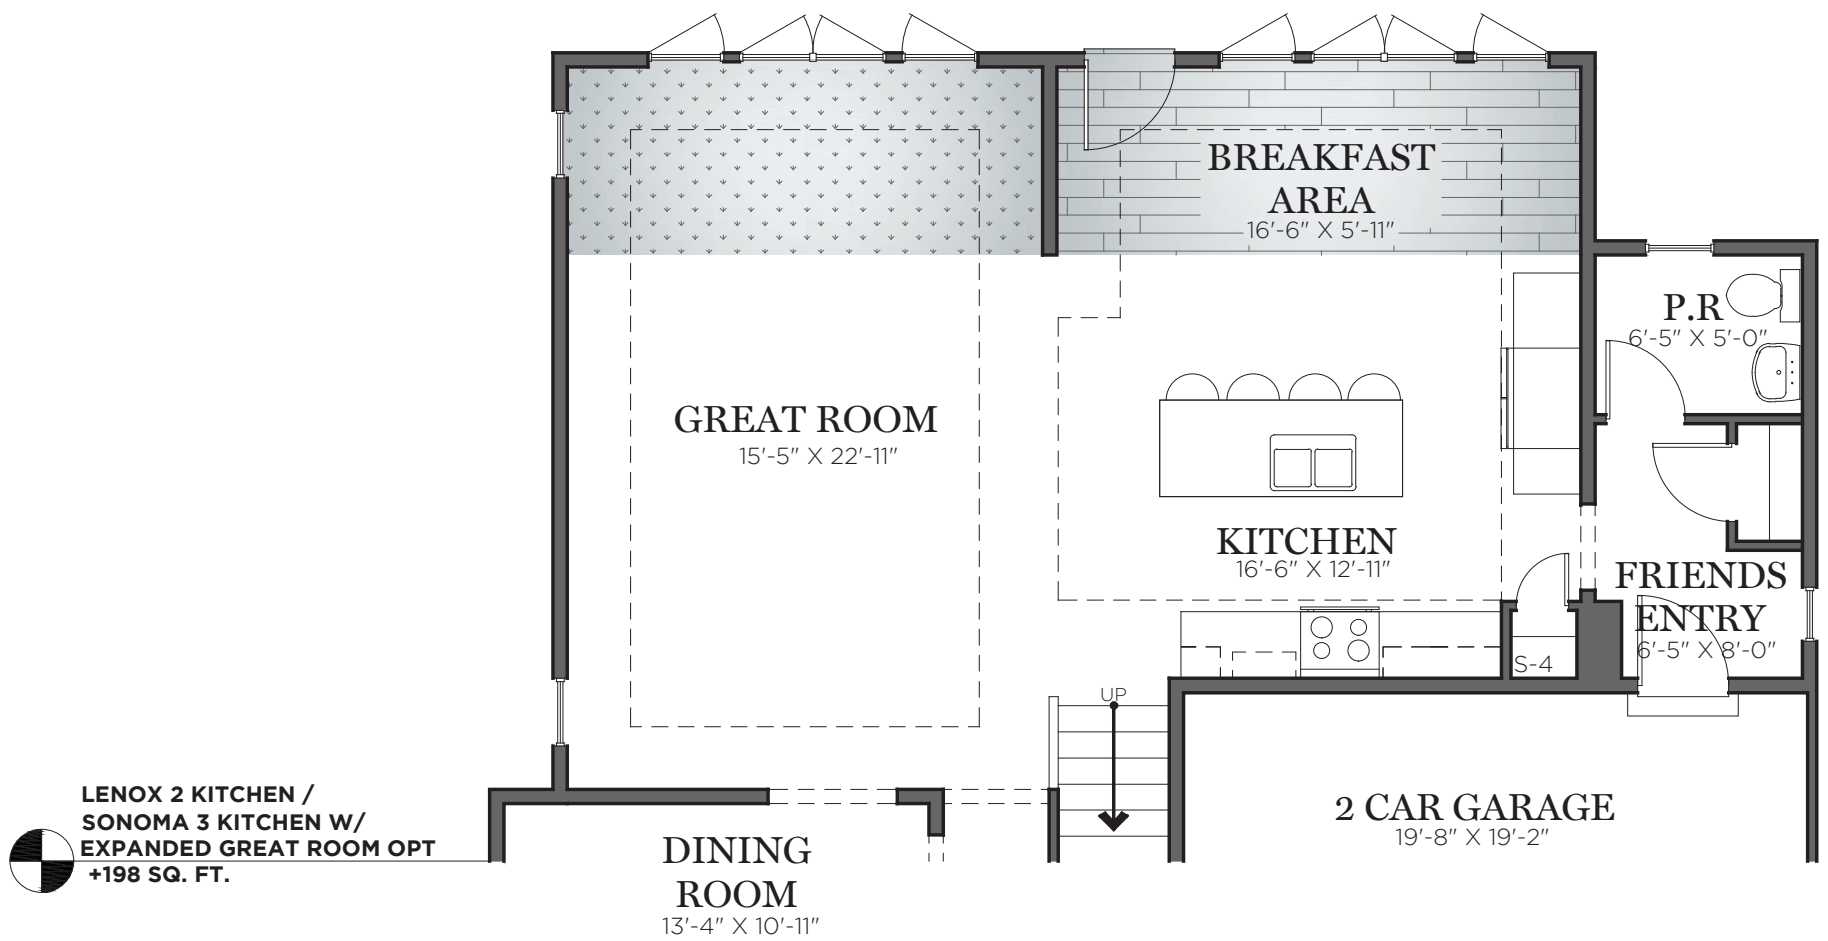 BREAKFAST
AREA
16'-6" X 5'-11"
P.R
6'-5" X 5'-0"
GREAT ROOM
15'-5" X 22'-11"
KITCHEN
16'-6" X 12'-11"
FRIENDS
ENTRY
6'-5" X 8'-0"
S-4
UP
LENOX 2 KITCHEN /
SONOMA 3 KITCHEN W/
EXPANDED GREAT ROOM OPT
+198 SQ. FT.
2 CAR GARAGE
19'-8" X 19'-2"
DINING
ROOM
13'-4" X 10'-11"